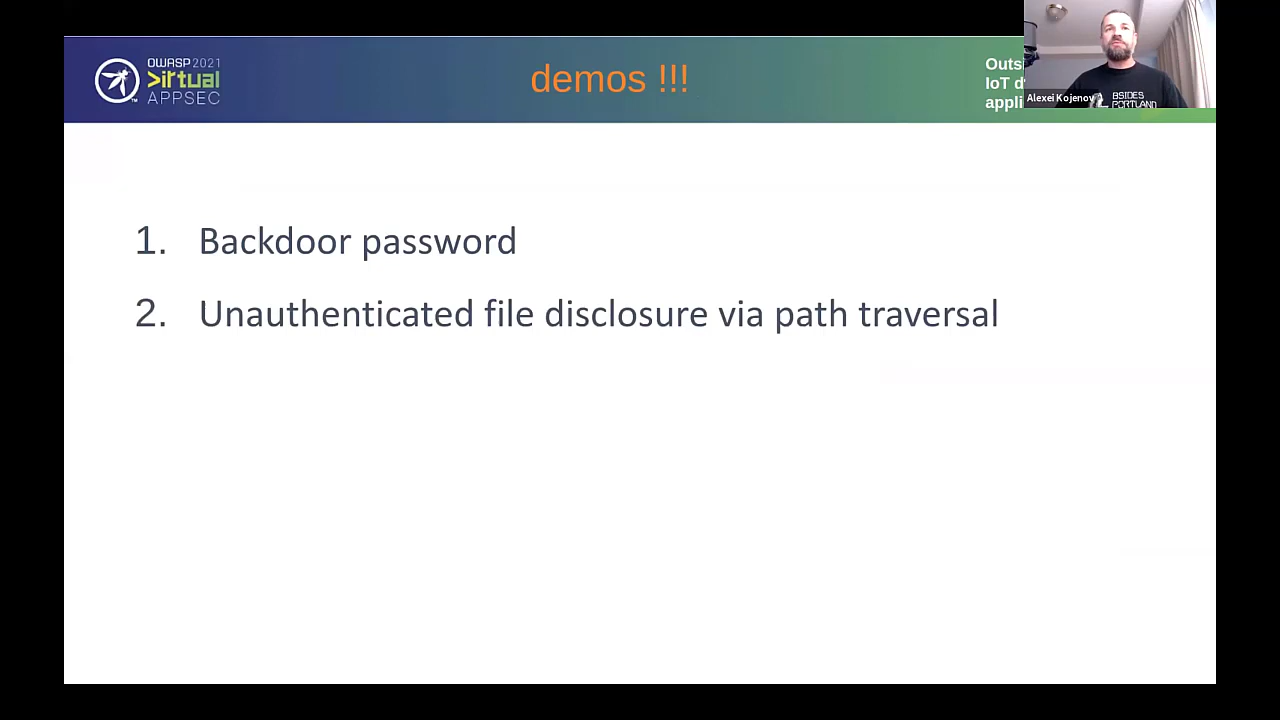 OWASP 2021
Virtual
APPSEC
demos !!!
Outs
IoT d
appli
Alexei Kojenov
BSIDES
PORTLAND
1. Backdoor password
2. Unauthenticated file disclosure via path traversal